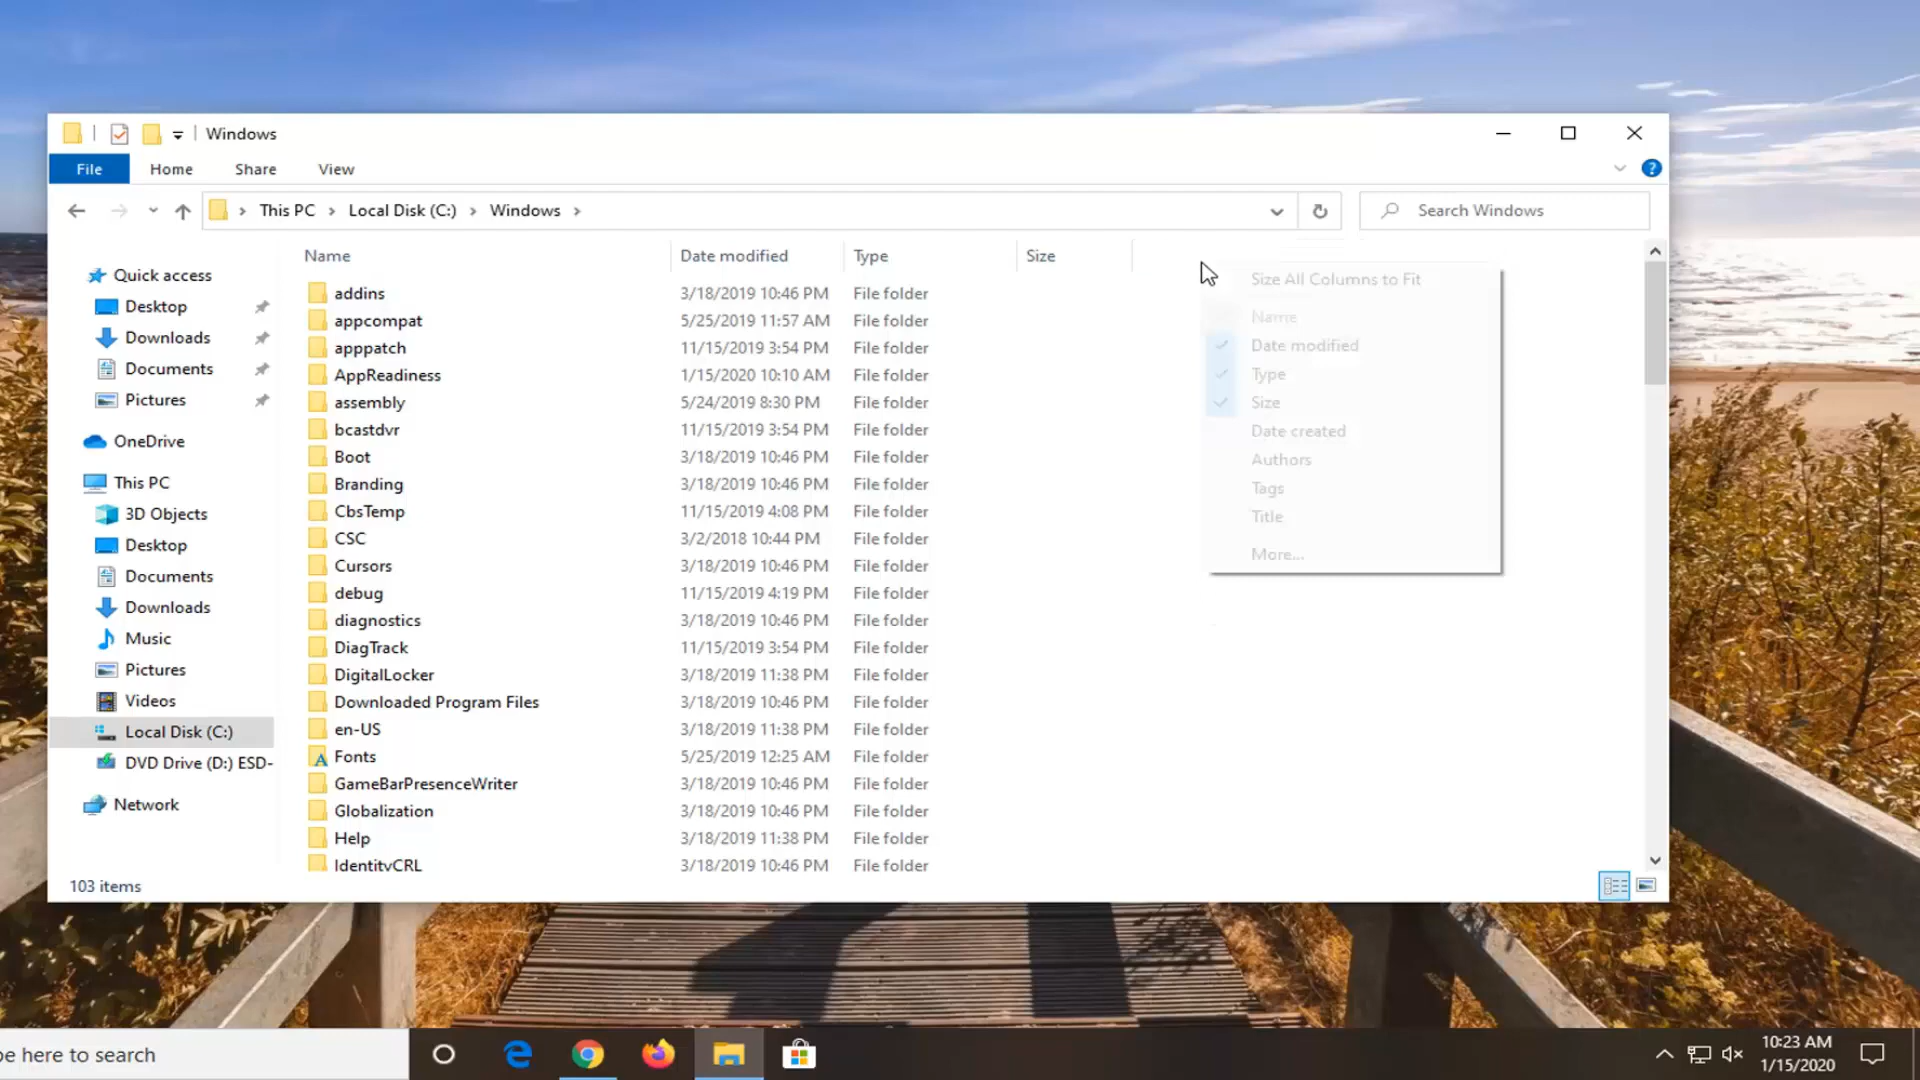 Windows
File Home Share View
This PC > Local Disk (C:) > Windows >
Search Windows
Name Date modified Type Size
Quick access
Desktop
Downloads
Documents
Pictures
OneDrive
This PC
3D Objects
Desktop
Documents
Downloads
Music
Pictures
Videos
Local Disk (C:)
DVD Drive (D:) ESD-
Network
addins 3/18/2019 10:46 PM File folder
appcompat 5/25/2019 11:57 AM File folder
apppatch 11/15/2019 3:54 PM File folder
AppReadiness 1/15/2020 10:10 AM File folder
assembly 5/24/2019 8:30 PM File folder
bcastdvr 11/15/2019 3:54 PM File folder
Boot 3/18/2019 10:46 PM File folder
Branding 3/18/2019 10:46 PM File folder
CbsTemp 11/15/2019 4:08 PM File folder
CSC 3/2/2018 10:44 PM File folder
Cursors 3/18/2019 10:46 PM File folder
debug 11/15/2019 4:19 PM File folder
diagnostics 3/18/2019 10:46 PM File folder
DiagTrack 11/15/2019 3:54 PM File folder
DigitalLocker 3/18/2019 11:38 PM File folder
Downloaded Program Files 3/18/2019 10:46 PM File folder
en-US 3/18/2019 11:38 PM File folder
Fonts 5/25/2019 12:25 AM File folder
GameBarPresenceWriter 3/18/2019 10:46 PM File folder
Globalization 3/18/2019 10:46 PM File folder
Help 3/18/2019 11:38 PM File folder
IdentityCRL 3/18/2019 10:46 PM File folder
Size All Columns to Fit
Name
Date modified
Type
Size
Date created
Authors
Tags
Title
More...
103 items
pe here to search
10:23 AM
1/15/2020